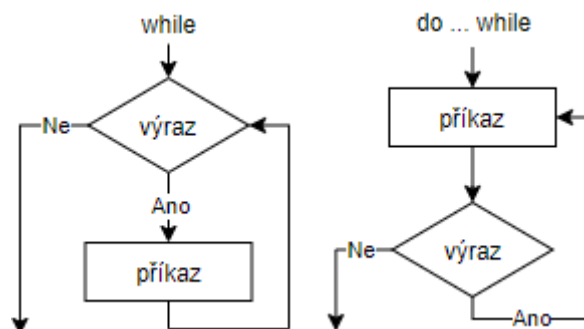 while
výraz
Ne
Ano
příkaz
do ... while
příkaz
výraz
Ne
Ano